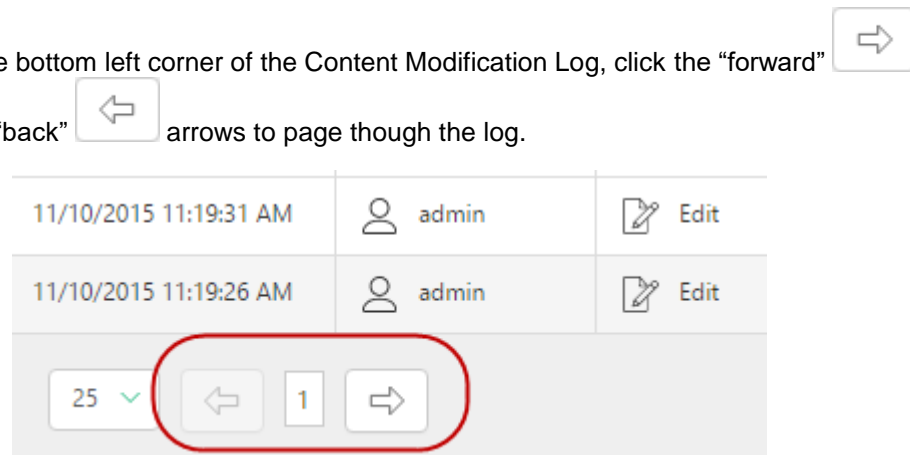 e bottom left corner of the Content Modification Log, click the “forward”
“back” arrows to page though the log.
11/10/2015 11:19:31 AM admin Edit
11/10/2015 11:19:26 AM admin Edit
25 1